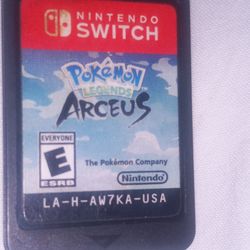 NINTENDO
SWITCH
POKÉMON
LEGENDS
ARCEUS
EVERYONE
E
ESRB
The Pokémon Company
Nintendo
LA-H-AW7KA-USA